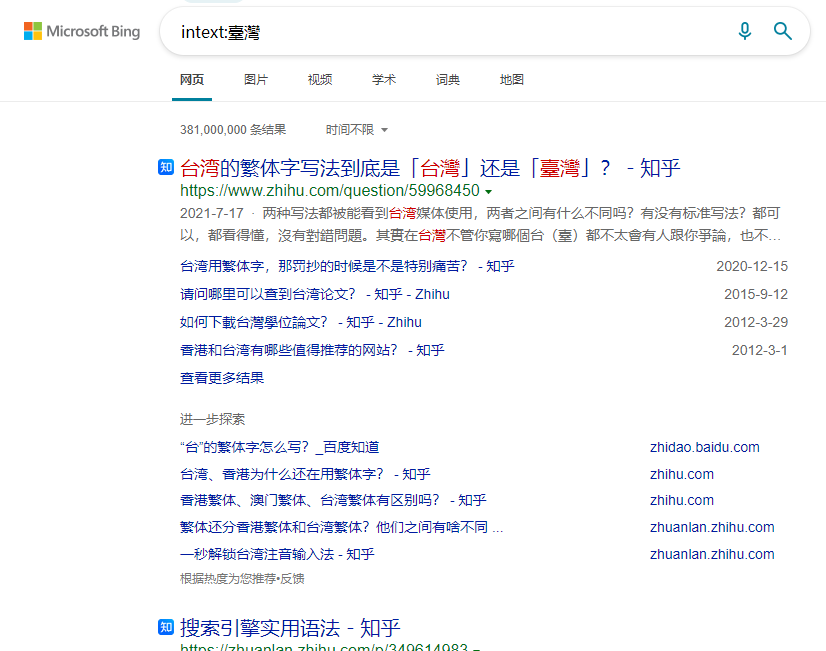 Microsoft Bing
intext:臺灣
网页 图片 视频 学术 词典 地图
381,000,000 条结果 时间不限
知 台湾的繁体字写法到底是「台灣」还是「臺灣」？ - 知乎
https://www.zhihu.com/question/59968450
2021-7-17 · 两种写法都被能看到台湾媒体使用，两者之间有什么不同吗？有没有标准写法？都可
以，都看得懂，沒有對錯問題。其實在台灣不管你寫哪個台（臺）都不太會有人跟你爭論，也不…
台湾用繁体字，那罚抄的时候是不是特别痛苦？ - 知乎 2020-12-15
请问哪里可以查到台湾论文？ - 知乎 - Zhihu 2015-9-12
如何下載台灣學位論文？ - 知乎 - Zhihu 2012-3-29
香港和台湾有哪些值得推荐的网站？ - 知乎 2012-3-1
查看更多结果
进一步探索
“台”的繁体字怎么写？_百度知道 zhidao.baidu.com
台湾、香港为什么还在用繁体字？ - 知乎 zhihu.com
香港繁体、澳门繁体、台湾繁体有区别吗？ - 知乎 zhihu.com
繁体还分香港繁体和台湾繁体？他们之间有啥不同 ... zhuanlan.zhihu.com
一秒解锁台湾注音输入法 - 知乎 zhuanlan.zhihu.com
根据热度为您推荐•反馈
知 搜索引擎实用语法 - 知乎
https://zhuanlan.zhihu.com/p/349614983